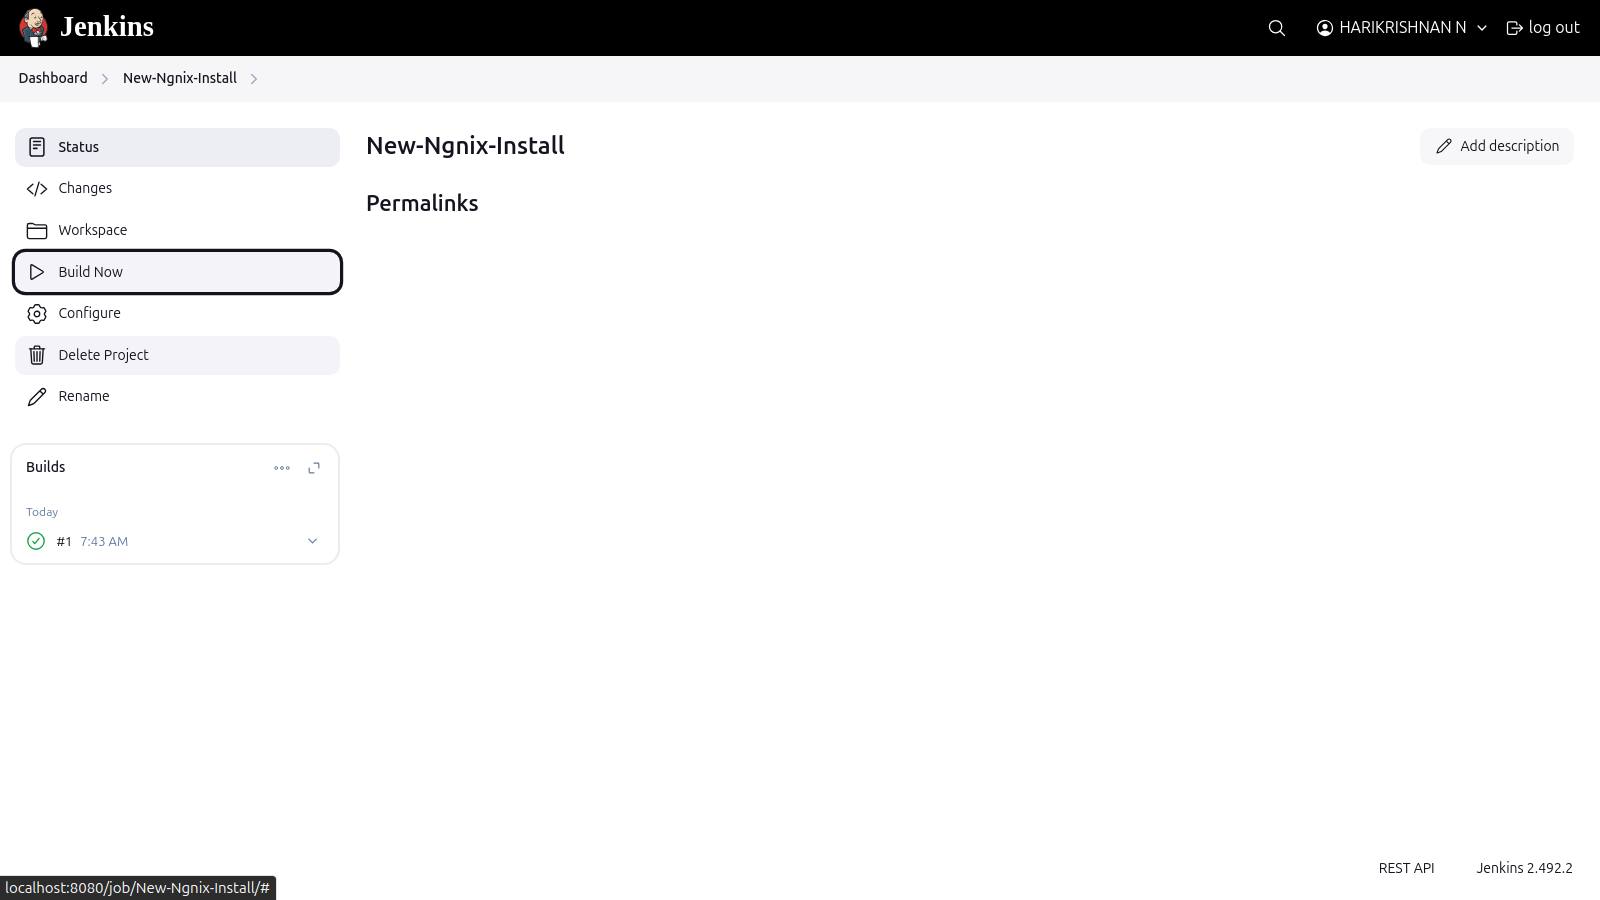 Jenkins
HARIKRISHNAN N
log out
Dashboard
New-Ngnix-Install
Status
Changes
Workspace
Build Now
Configure
Delete Project
Rename
Builds
Today
#1 7:43 AM
New-Ngnix-Install
Add description
Permalinks
REST API
Jenkins 2.492.2
localhost:8080/job/New-Ngnix-Install/#